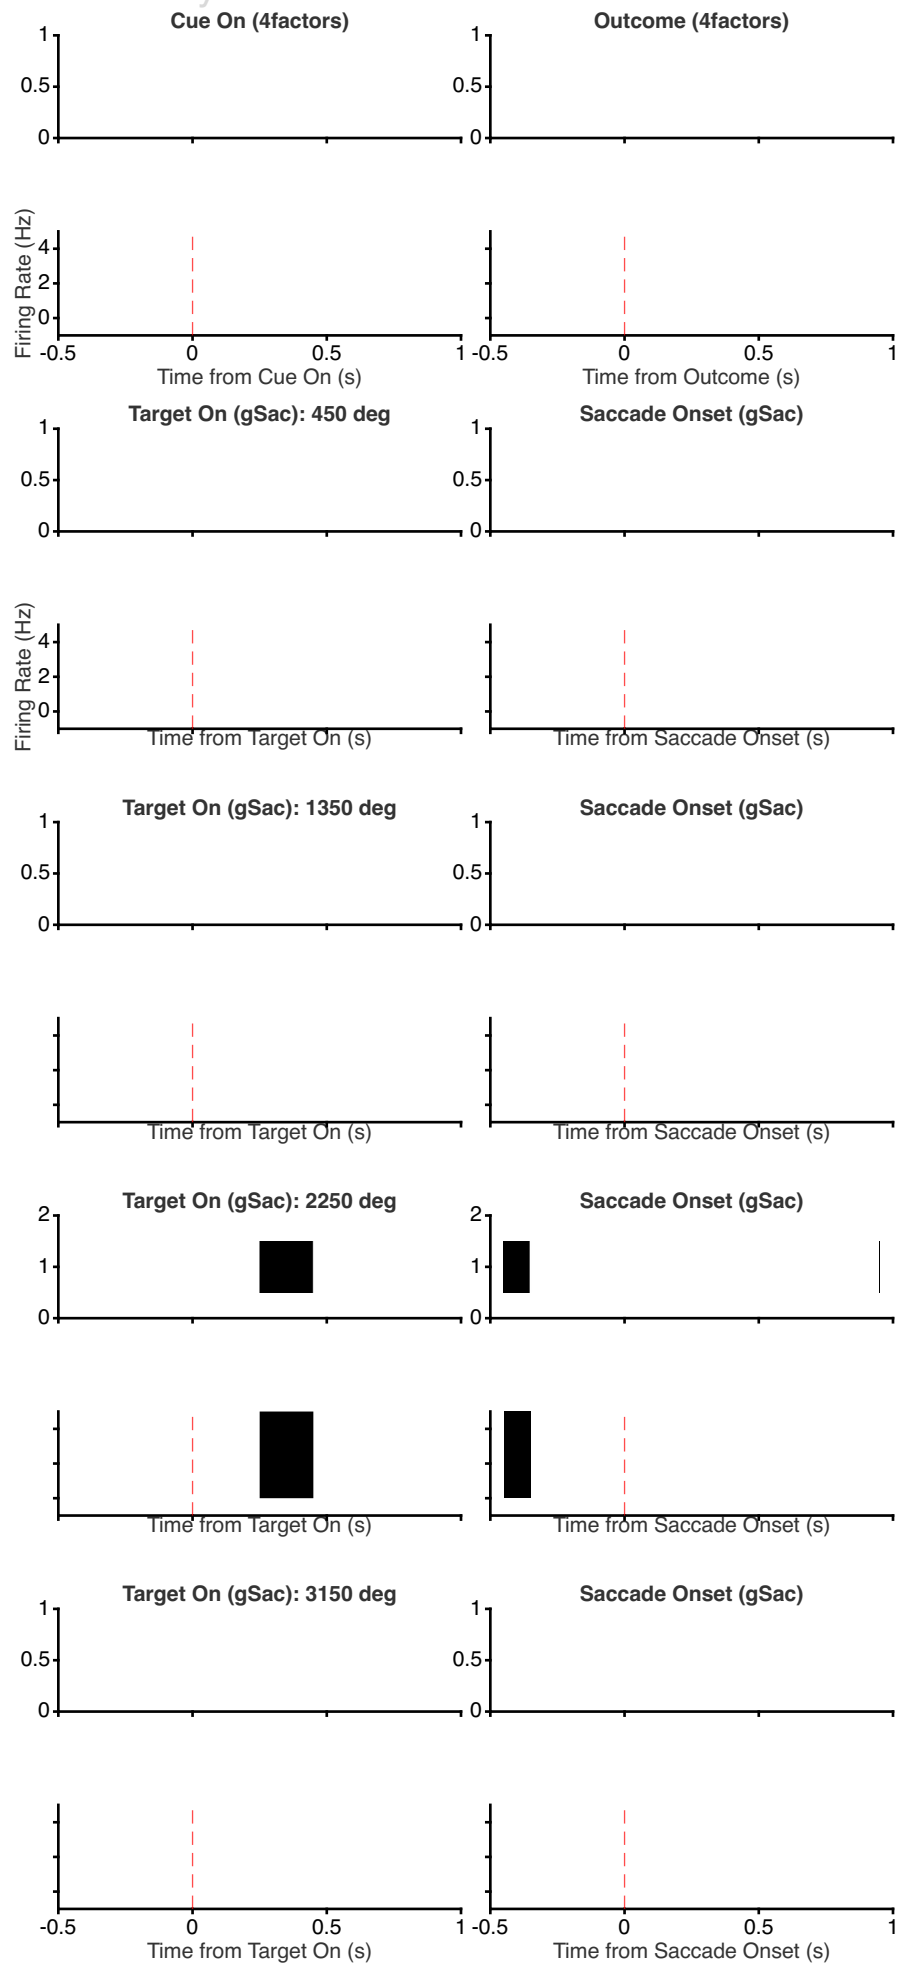 Cue On (4factors) Outcome (4factors)
1 1
0.5 0.5
0 0
Firing Rate (Hz)
4
2
0
-0.5 0 0.5 1 -0.5 0 0.5 1
Time from Cue On (s) Time from Outcome (s)
Target On (gSac): 450 deg Saccade Onset (gSac)
1 1
0.5 0.5
0 0
Firing Rate (Hz)
4
2
0
Time from Target On (s) Time from Saccade Onset (s)
Target On (gSac): 1350 deg Saccade Onset (gSac)
1 1
0.5 0.5
0 0
Time from Target On (s) Time from Saccade Onset (s)
Target On (gSac): 2250 deg Saccade Onset (gSac)
2 2
1 1
0 0
Time from Target On (s) Time from Saccade Onset (s)
Target On (gSac): 3150 deg Saccade Onset (gSac)
1 1
0.5 0.5
0 0
-0.5 0 0.5 1 -0.5 0 0.5 1
Time from Target On (s) Time from Saccade Onset (s)